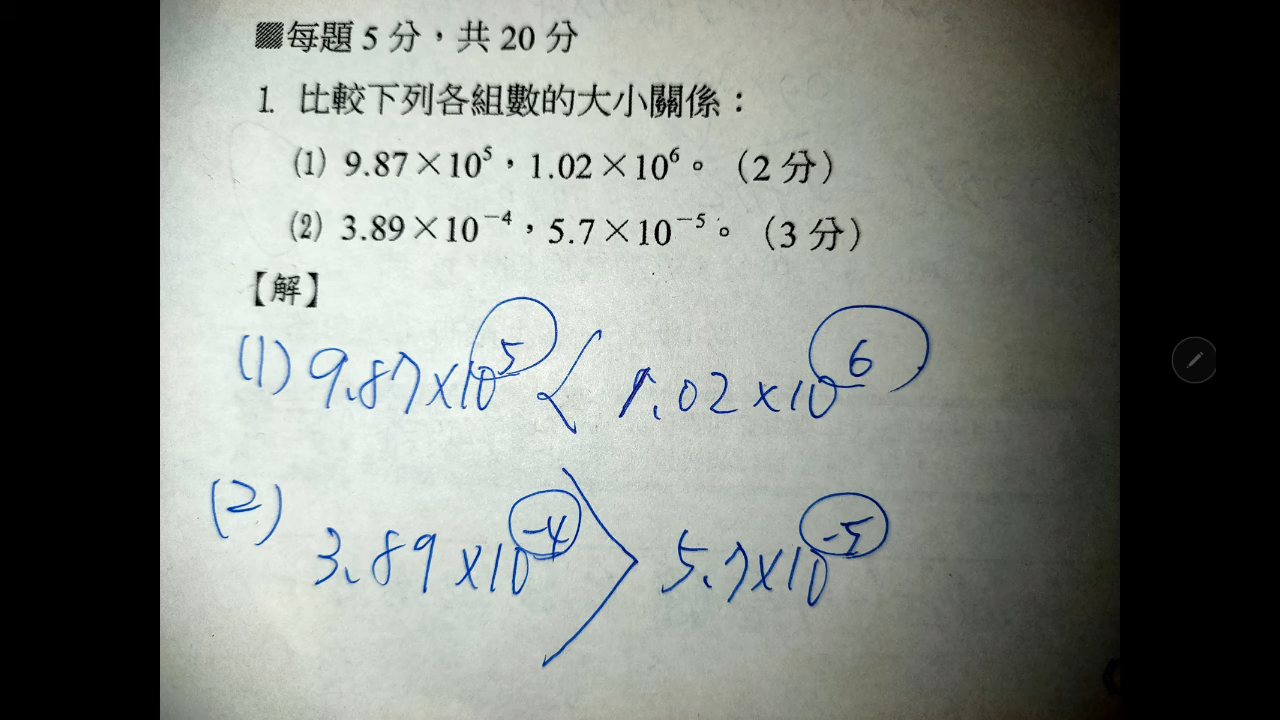 ▨每題 5 分，共 20 分
1. 比較下列各組數的大小關係：
(1) 9.87×10⁵，1.02×10⁶。（2 分）
(2) 3.89×10⁻⁴，5.7×10⁻⁵。（3 分）
【解】
(1) 9.87×10⁵ < 1.02×10⁶
(2) 3.89×10⁻⁴ > 5.7×10⁻⁵